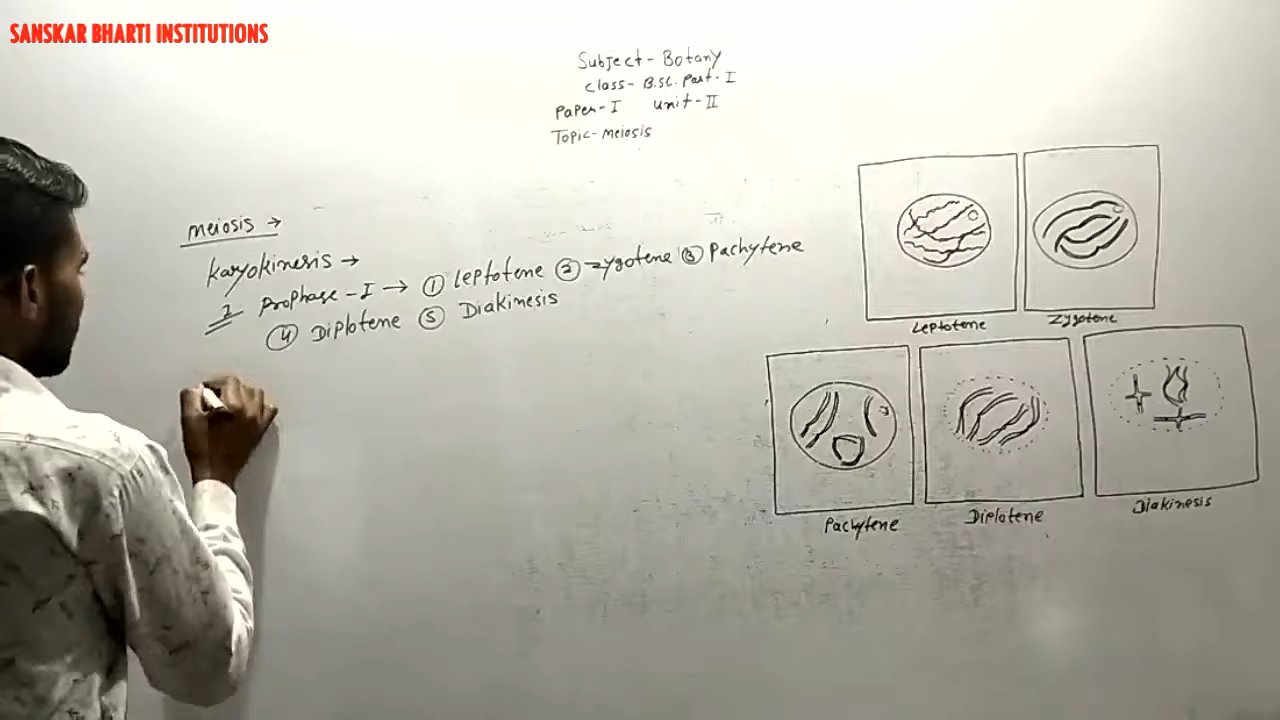 SANSKAR BHARTI INSTITUTIONS
Subject - Botany
Class - B.Sc. Part - I
Paper - I Unit - II
Topic - meiosis
meiosis →
Karyokinesis →
I Prophase - I → ① Leptotene ② Zygotene ③ Pachytene
④ Diplotene ⑤ Diakinesis
Leptotene
Zygotene
Pachytene
Diplotene
Diakinesis